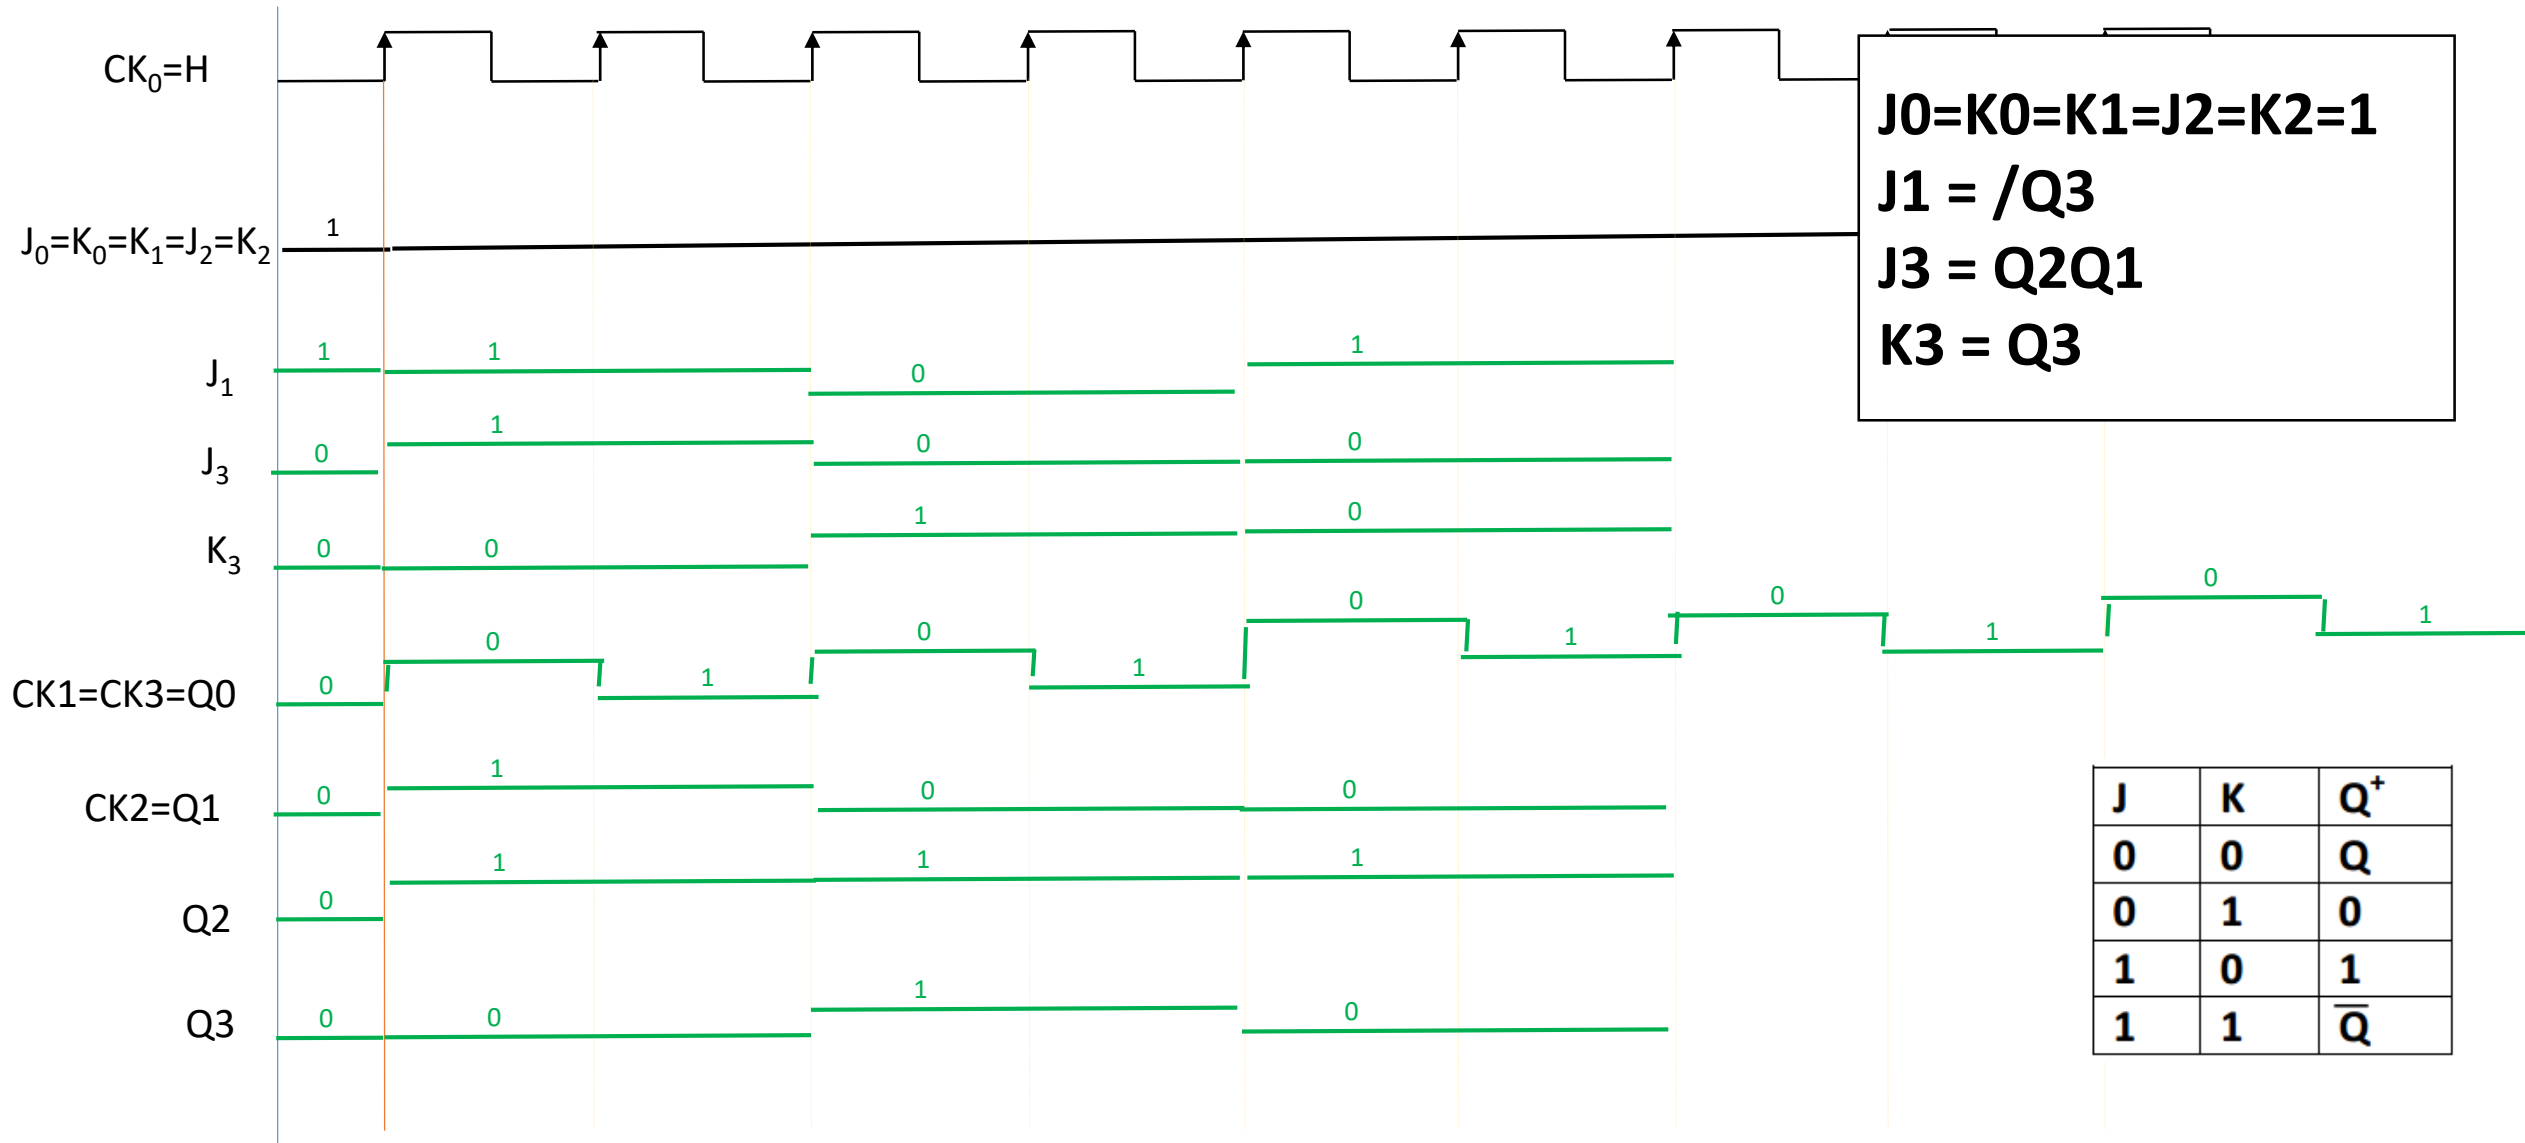 CK0=H
J0=K0=K1=J2=K2=1
J1 = /Q3
J3 = Q2Q1
K3 = Q3
J0=K0=K1=J2=K2 1
J1 1 1 0 1
J3 0 1 0 0
K3 0 0 1 0
CK1=CK3=Q0 0 0 1 0 1 0 1 0 1 0 1
CK2=Q1 0 1 0 0
Q2 0 1 1 1
Q3 0 0 1 0
J K Q+
0 0 Q
0 1 0
1 0 1
1 1 Q̅